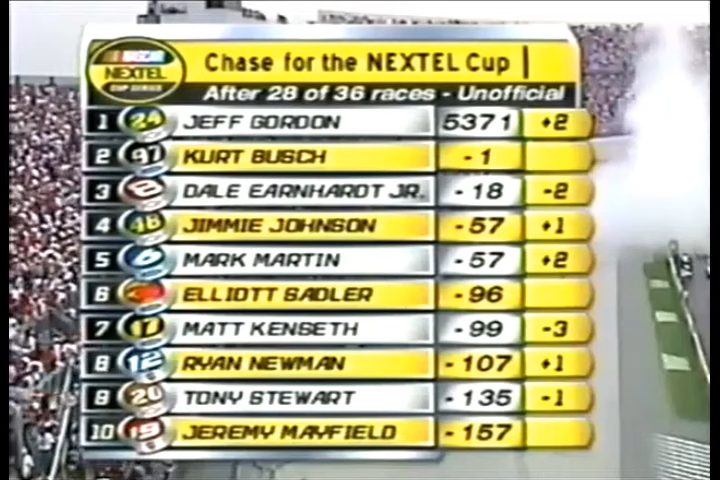 NASCAR
NEXTEL
CUP SERIES
Chase for the NEXTEL Cup
After 28 of 36 races - Unofficial
1 24 JEFF GORDON 5371 +2
2 97 KURT BUSCH - 1
3 8 DALE EARNHARDT JR. - 18 -2
4 48 JIMMIE JOHNSON - 57 +1
5 6 MARK MARTIN - 57 +2
6 ELLIOTT SADLER - 96
7 17 MATT KENSETH - 99 -3
8 12 RYAN NEWMAN - 107 +1
9 20 TONY STEWART - 135 -1
10 19 JEREMY MAYFIELD - 157